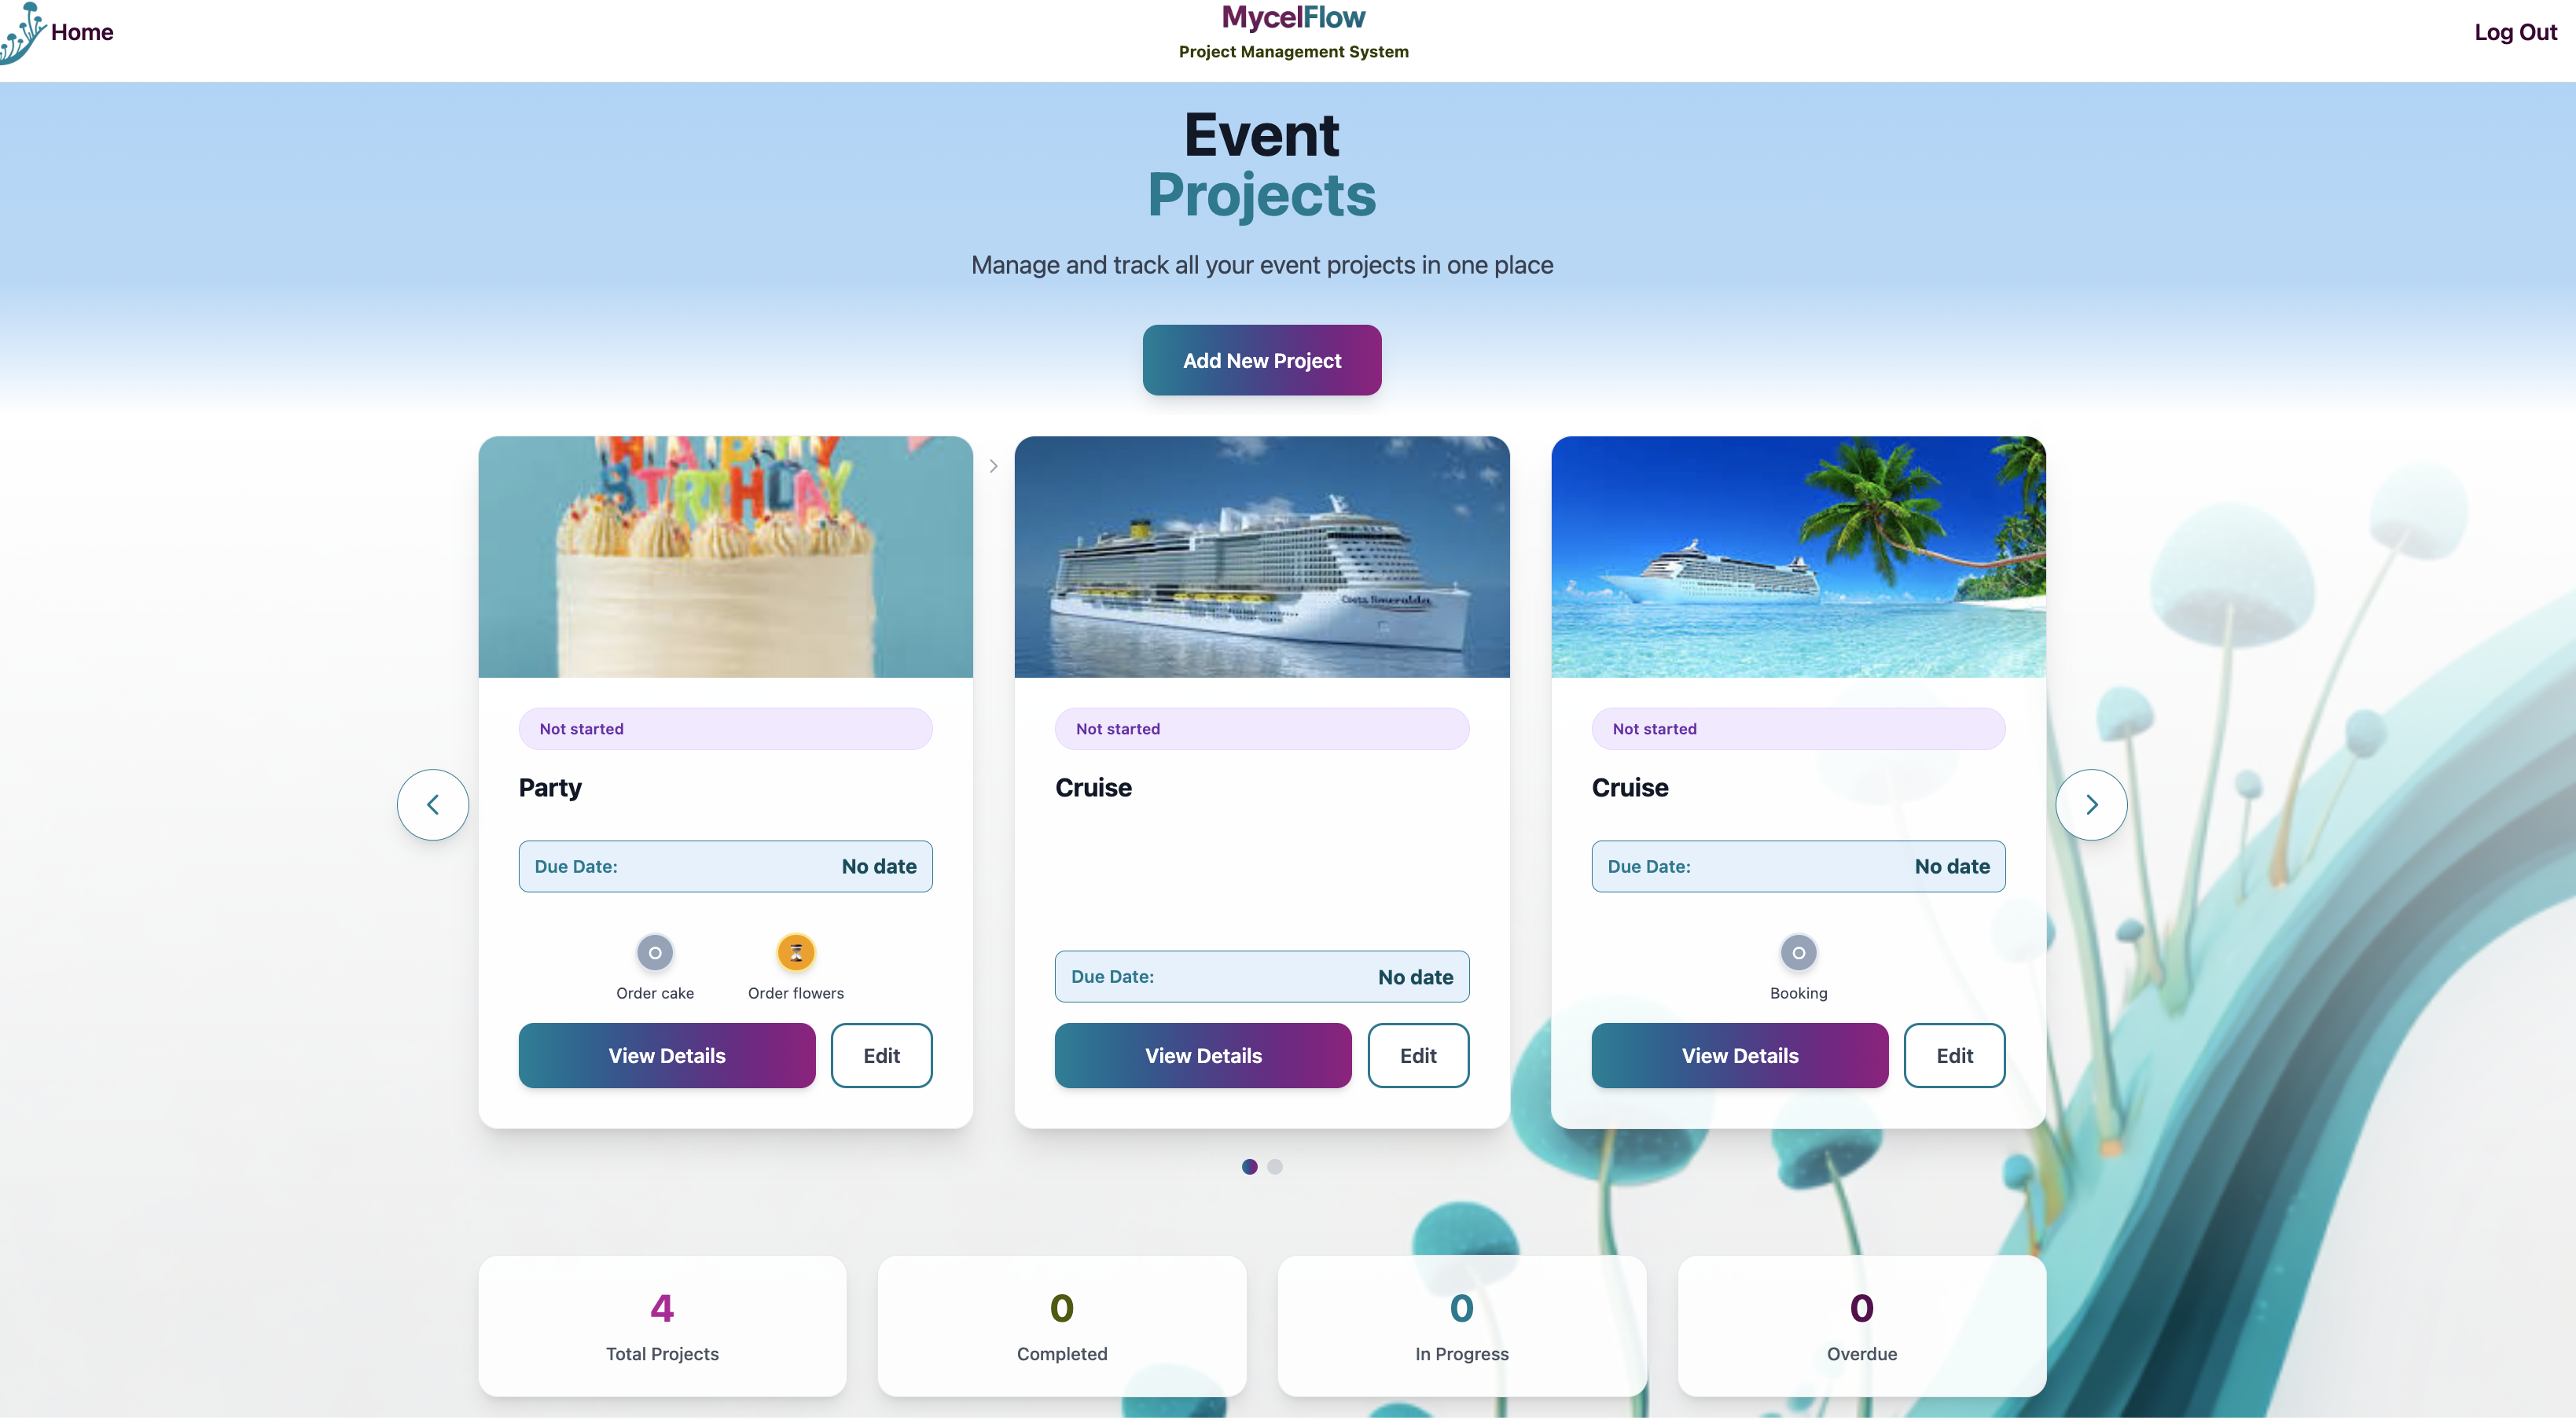 Home
MycelFlow
Project Management System
Log Out
Event
Projects
Manage and track all your event projects in one place
Add New Project
HAPPY
BIRTHDAY
Costa Smeralda
Not started
Not started
Not started
Party
Cruise
Cruise
Due Date: No date
Due Date: No date
Due Date: No date
Order cake
Order flowers
Booking
View Details
Edit
View Details
Edit
View Details
Edit
4
0
0
0
Total Projects
Completed
In Progress
Overdue